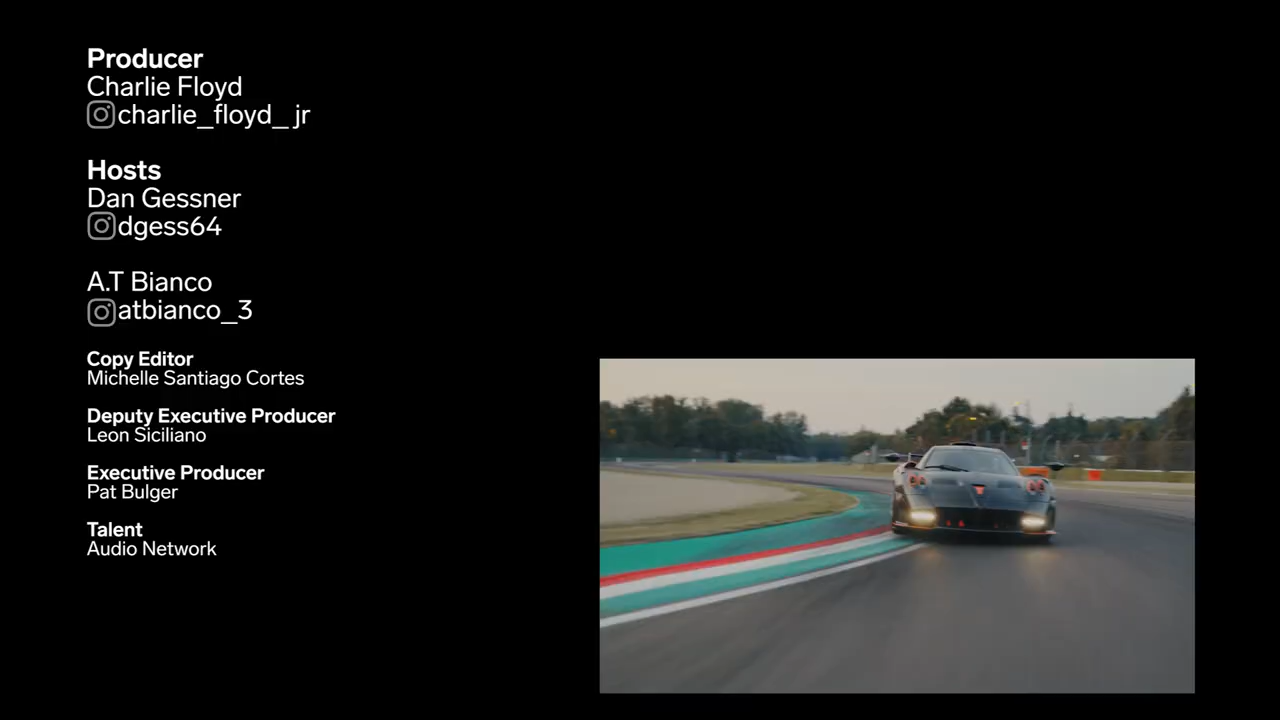 Producer
Charlie Floyd
charlie_floyd_jr
Hosts
Dan Gessner
dgess64
A.T Bianco
atbianco_3
Copy Editor
Michelle Santiago Cortes
Deputy Executive Producer
Leon Siciliano
Executive Producer
Pat Bulger
Talent
Audio Network